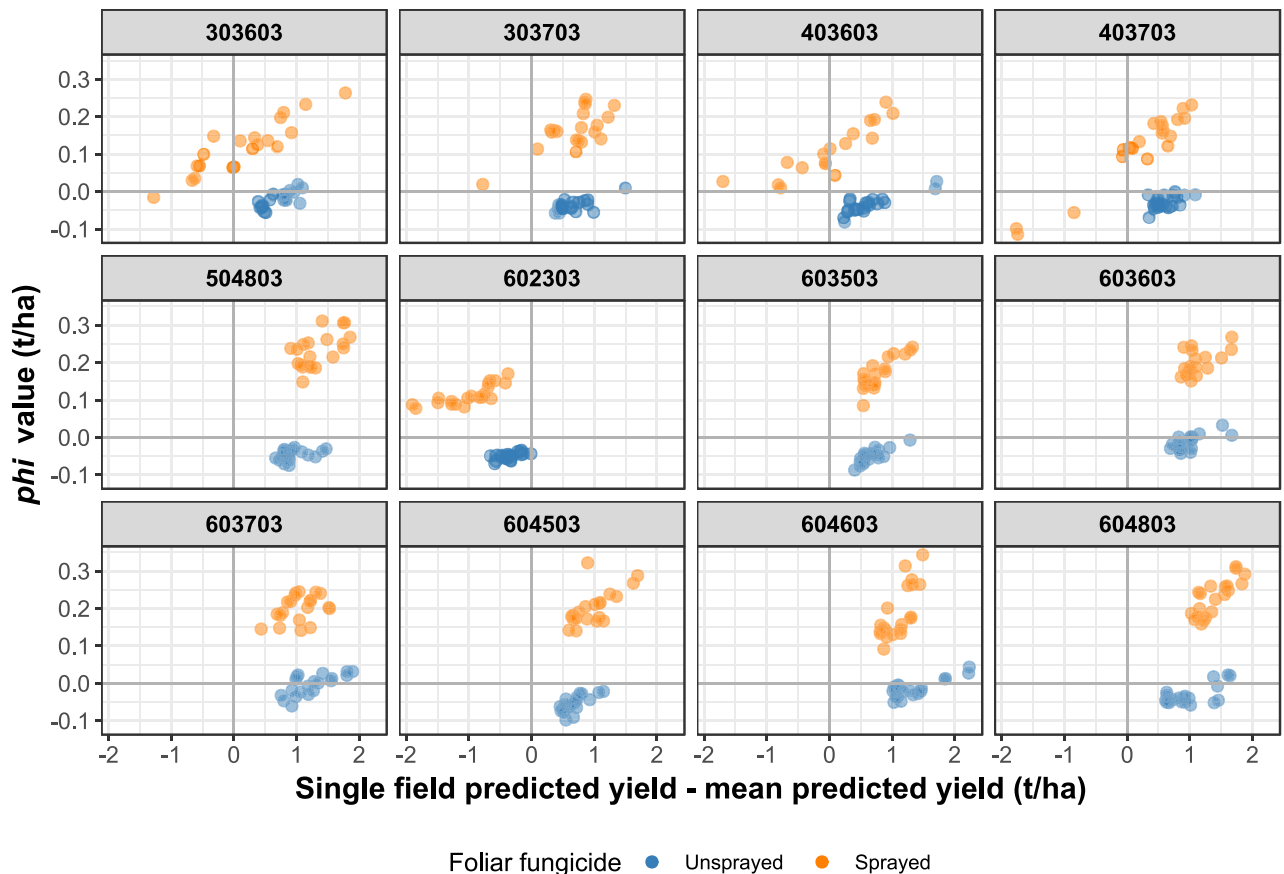 303603 303703 403603 403703
0.3
0.2
0.1
0.0
-0.1
504803 602303 603503 603603
0.3
0.2
0.1
0.0
-0.1
phi value (t/ha)
603703 604503 604603 604803
0.3
0.2
0.1
0.0
-0.1
-2 -1 0 1 2 -2 -1 0 1 2 -2 -1 0 1 2 -2 -1 0 1 2
Single field predicted yield - mean predicted yield (t/ha)
Foliar fungicide Unsprayed Sprayed